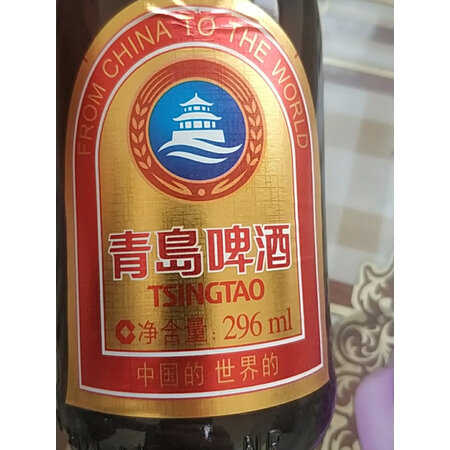 FROM CHINA TO THE WORLD
青岛啤酒
TSINGTAO
净含量: 296 ml
中国的 世界的